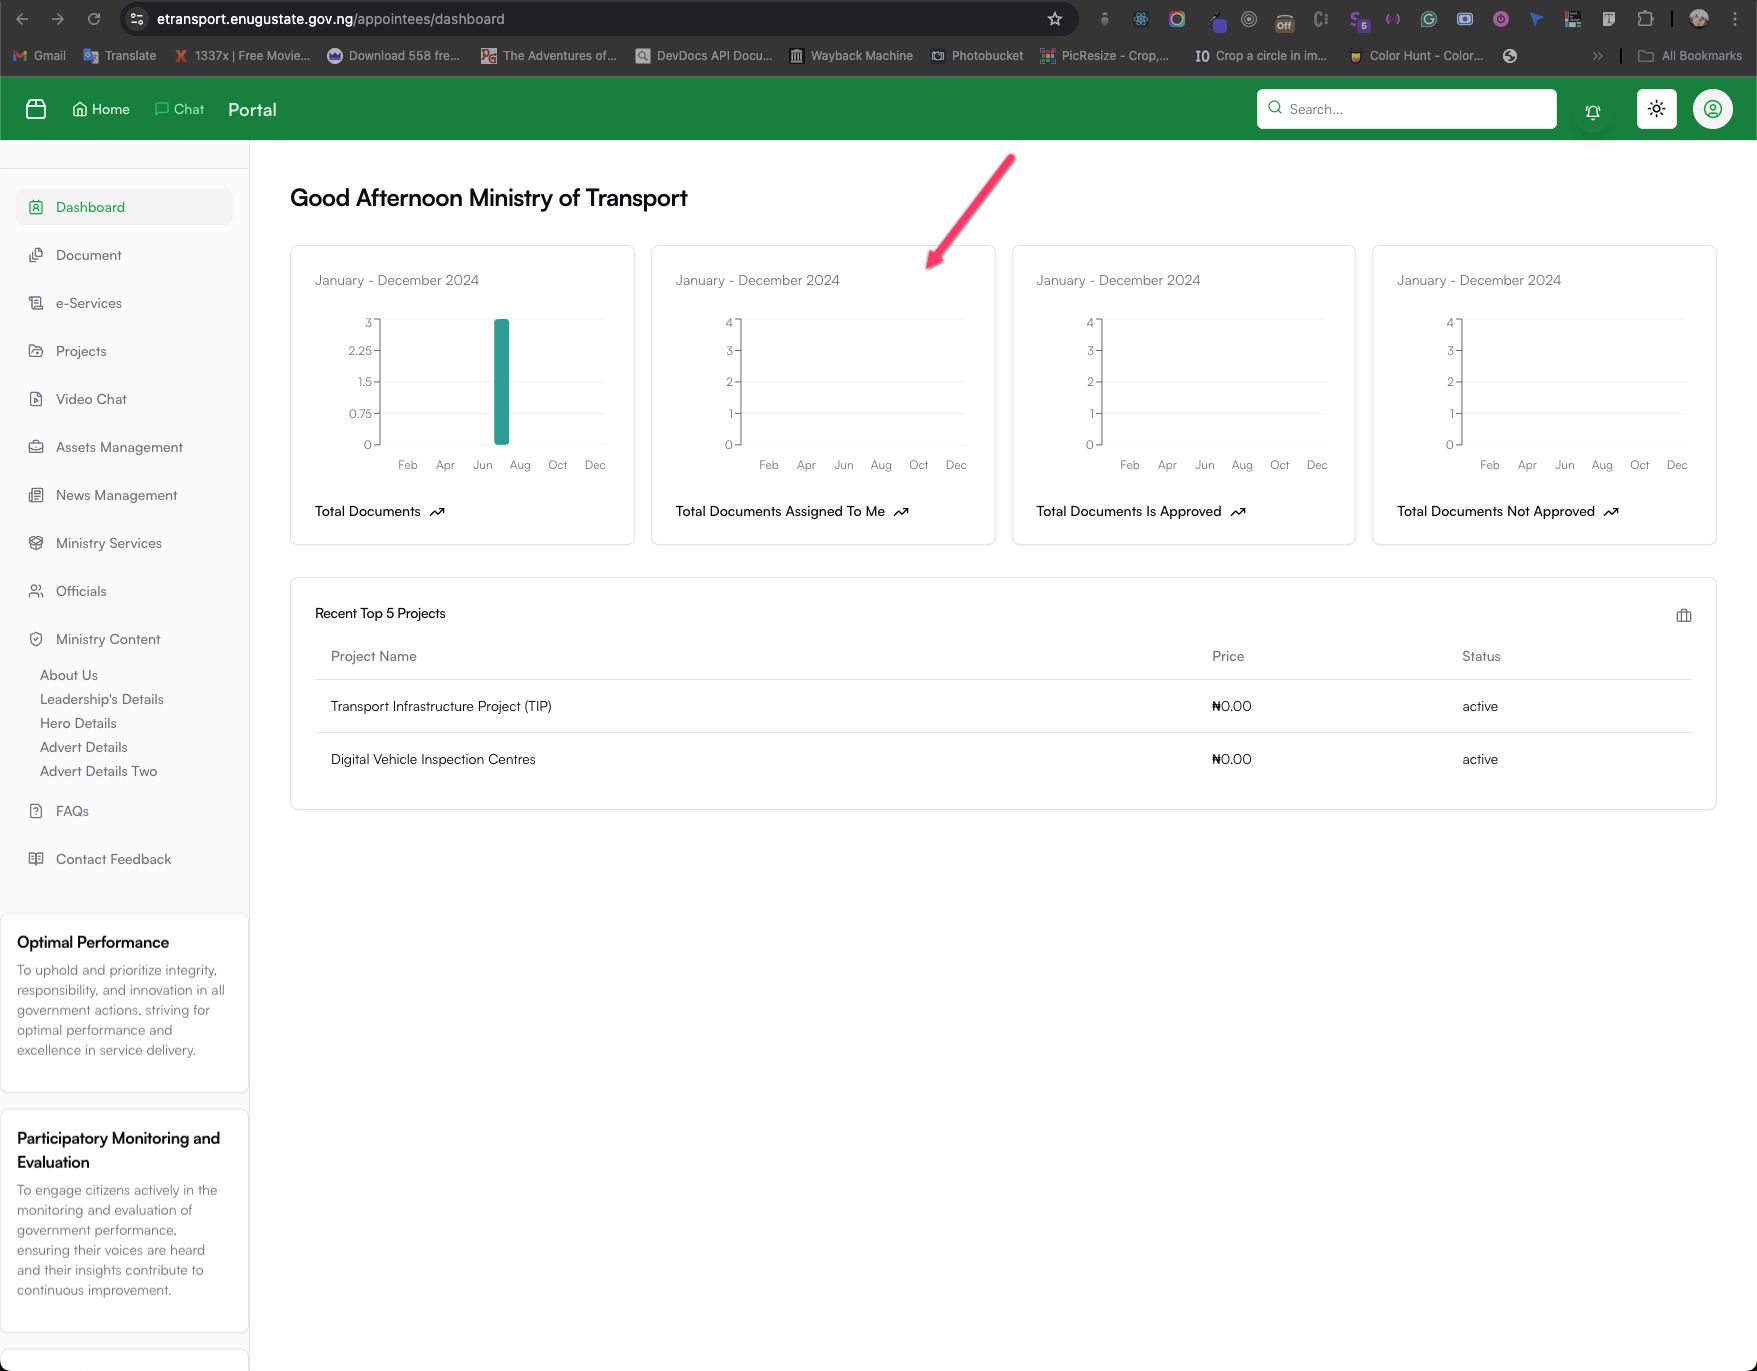 etransport.enugustate.gov.ng/appointees/dashboard
Off
5
Gmail
Translate
1337x | Free Movie...
Download 558 fre...
The Adventures of...
DevDocs API Docu...
Wayback Machine
Photobucket
PicResize - Crop,...
IO Crop a circle in im...
Color Hunt - Color...
All Bookmarks
Home
Chat
Portal
Search...
Dashboard
Document
e-Services
Projects
Video Chat
Assets Management
News Management
Ministry Services
Officials
Ministry Content
About Us
Leadership's Details
Hero Details
Advert Details
Advert Details Two
FAQs
Contact Feedback
Optimal Performance
To uphold and prioritize integrity,
responsibility, and innovation in all
government actions, striving for
optimal performance and
excellence in service delivery.
Participatory Monitoring and
Evaluation
To engage citizens actively in the
monitoring and evaluation of
government performance,
ensuring their voices are heard
and their insights contribute to
continuous improvement.
Good Afternoon Ministry of Transport
January - December 2024
3
2.25
1.5
0.75
0
Feb Apr Jun Aug Oct Dec
Total Documents
January - December 2024
4
3
2
1
0
Feb Apr Jun Aug Oct Dec
Total Documents Assigned To Me
January - December 2024
4
3
2
1
0
Feb Apr Jun Aug Oct Dec
Total Documents Is Approved
January - December 2024
4
3
2
1
0
Feb Apr Jun Aug Oct Dec
Total Documents Not Approved
Recent Top 5 Projects
Project Name Price Status
Transport Infrastructure Project (TIP) ₦0.00 active
Digital Vehicle Inspection Centres ₦0.00 active